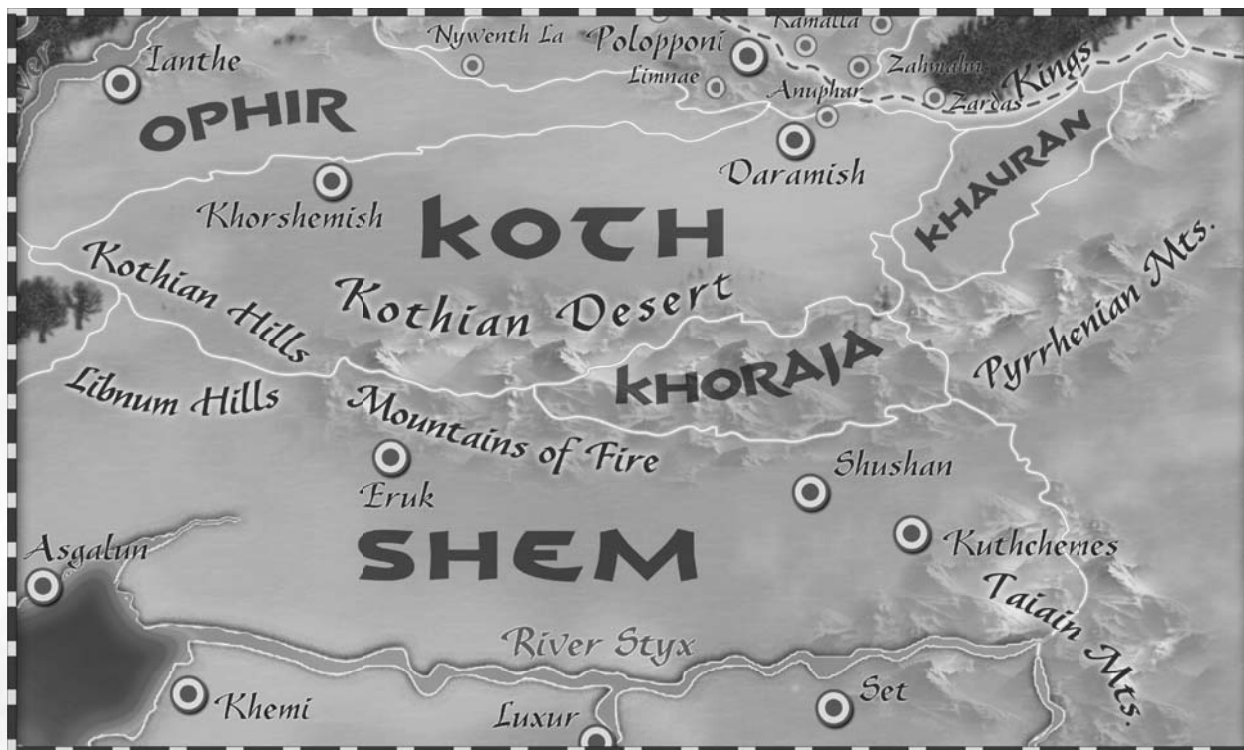 Kamalla
Nywenth La
Polopponi
Ianthe
Limnae
Zahmahn
Kings
Anuphar
Zardas
OPHIR
Daramish
KHAURAN
Khorshemish
KOTH
Kothian Hills
Kothian Desert
Pyrrhenian Mts.
KHORAJA
Libnum Hills
Mountains of Fire
Shushan
Eruk
Kuthchemes
SHEM
Asgalun
Taiain Mts.
River Styx
Khemi
Luxur
Set